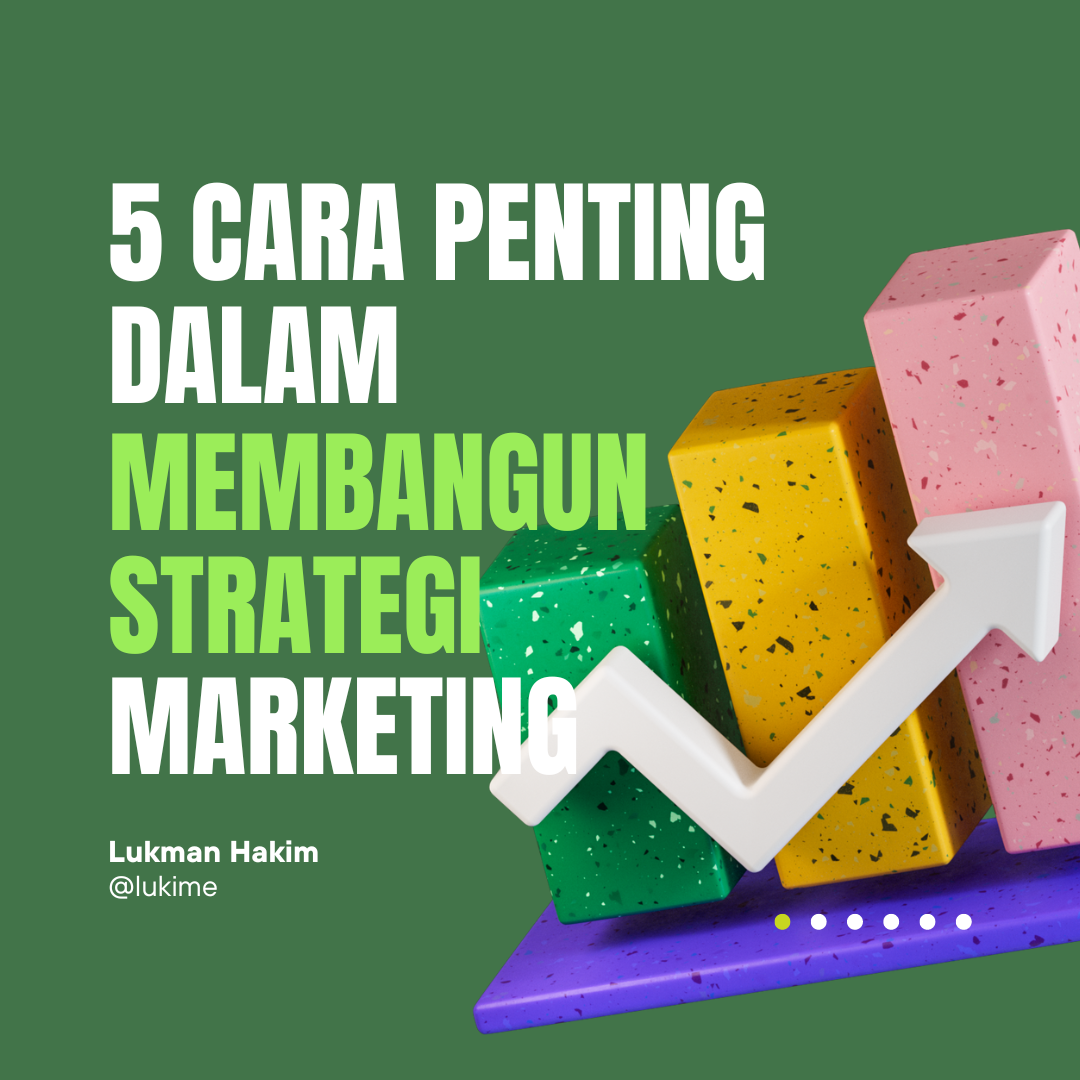 5 CARA PENTING
DALAM
MEMBANGUN
STRATEGI
MARKETING
Lukman Hakim
@lukime